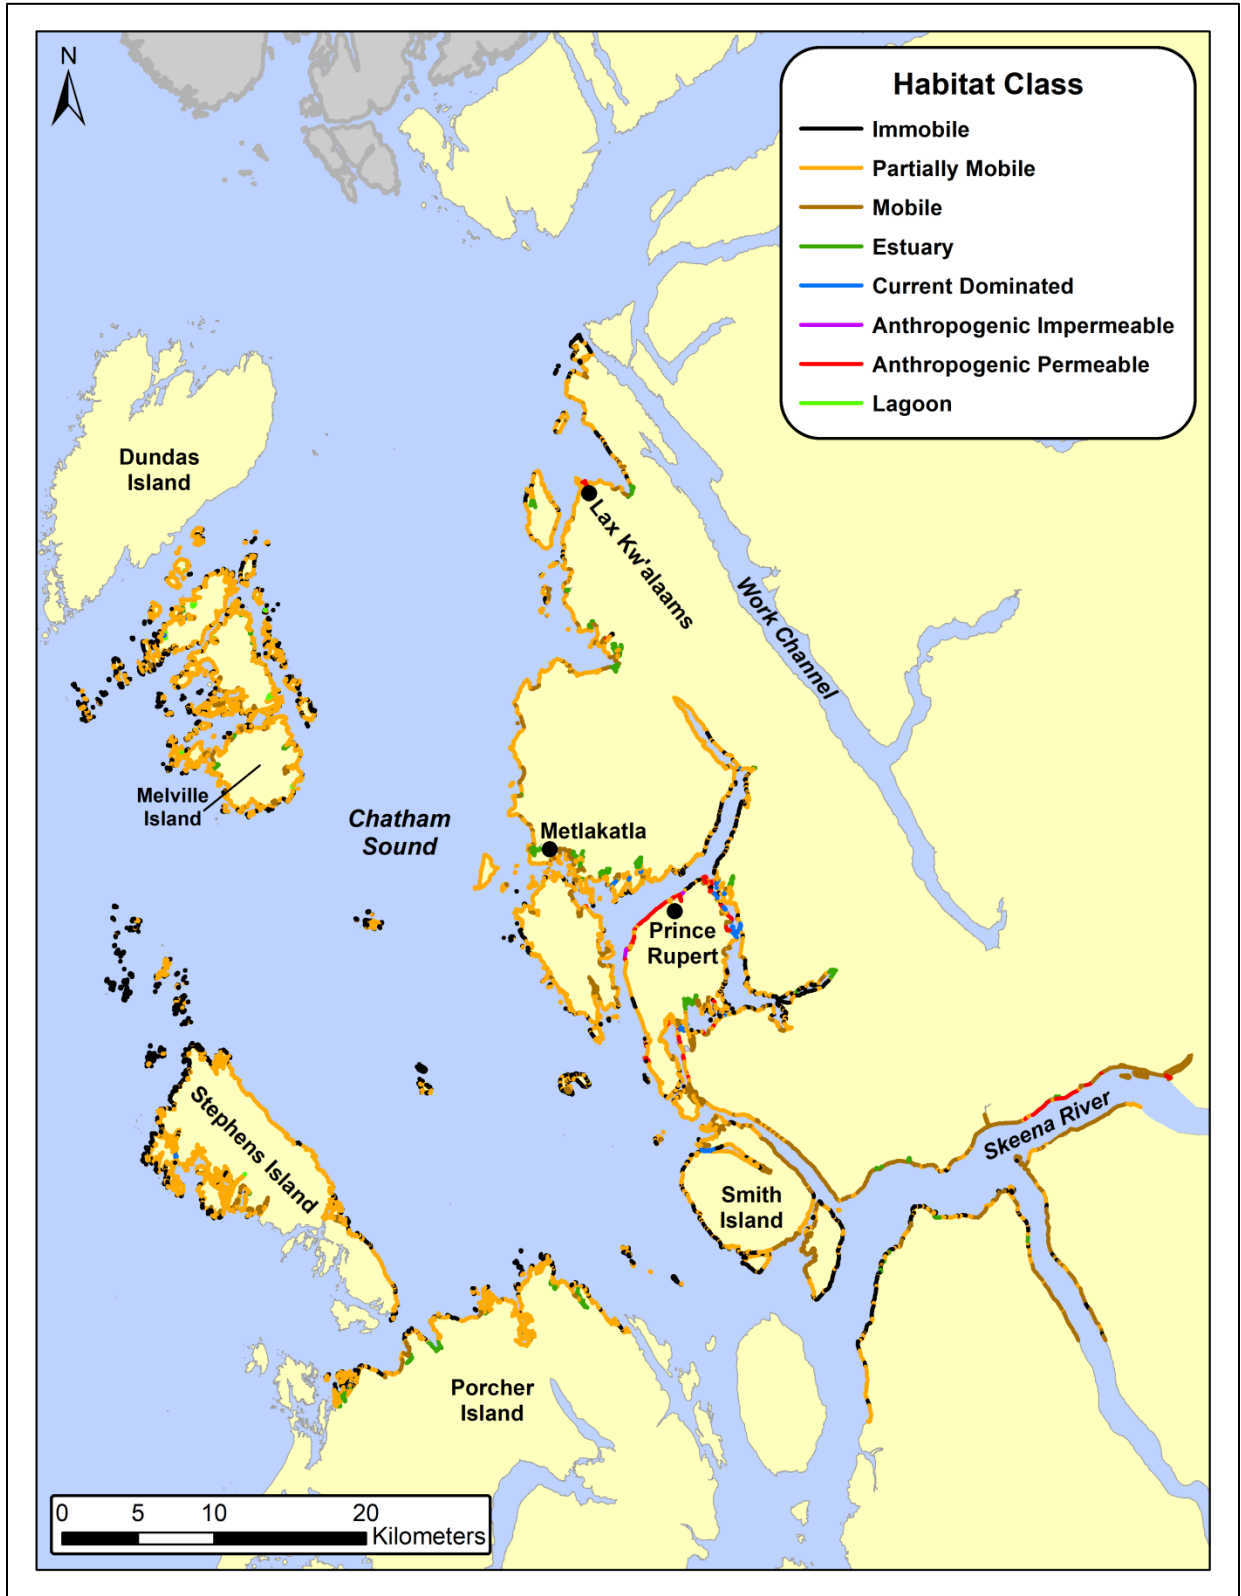 N
Habitat Class
Immobile
Partially Mobile
Mobile
Estuary
Current Dominated
Anthropogenic Impermeable
Anthropogenic Permeable
Lagoon
Dundas
Island
Lax Kw'alaams
Work Channel
Melville
Island
Chatham
Sound
Metlakatla
Prince
Rupert
Stephens Island
Skeena River
Smith
Island
Porcher
Island
0 5 10 20
Kilometers